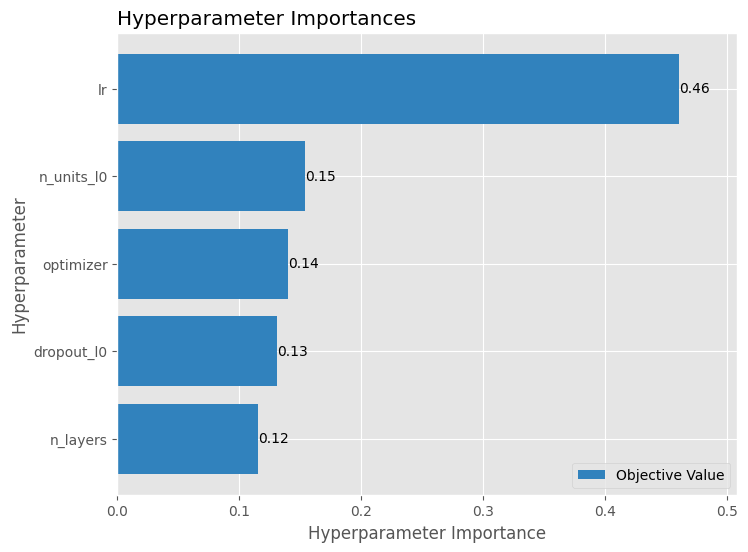 Hyperparameter Importances
lr
0.46
n_units_l0
0.15
optimizer
0.14
dropout_l0
0.13
n_layers
0.12
Hyperparameter
Objective Value
0.0 0.1 0.2 0.3 0.4 0.5
Hyperparameter Importance